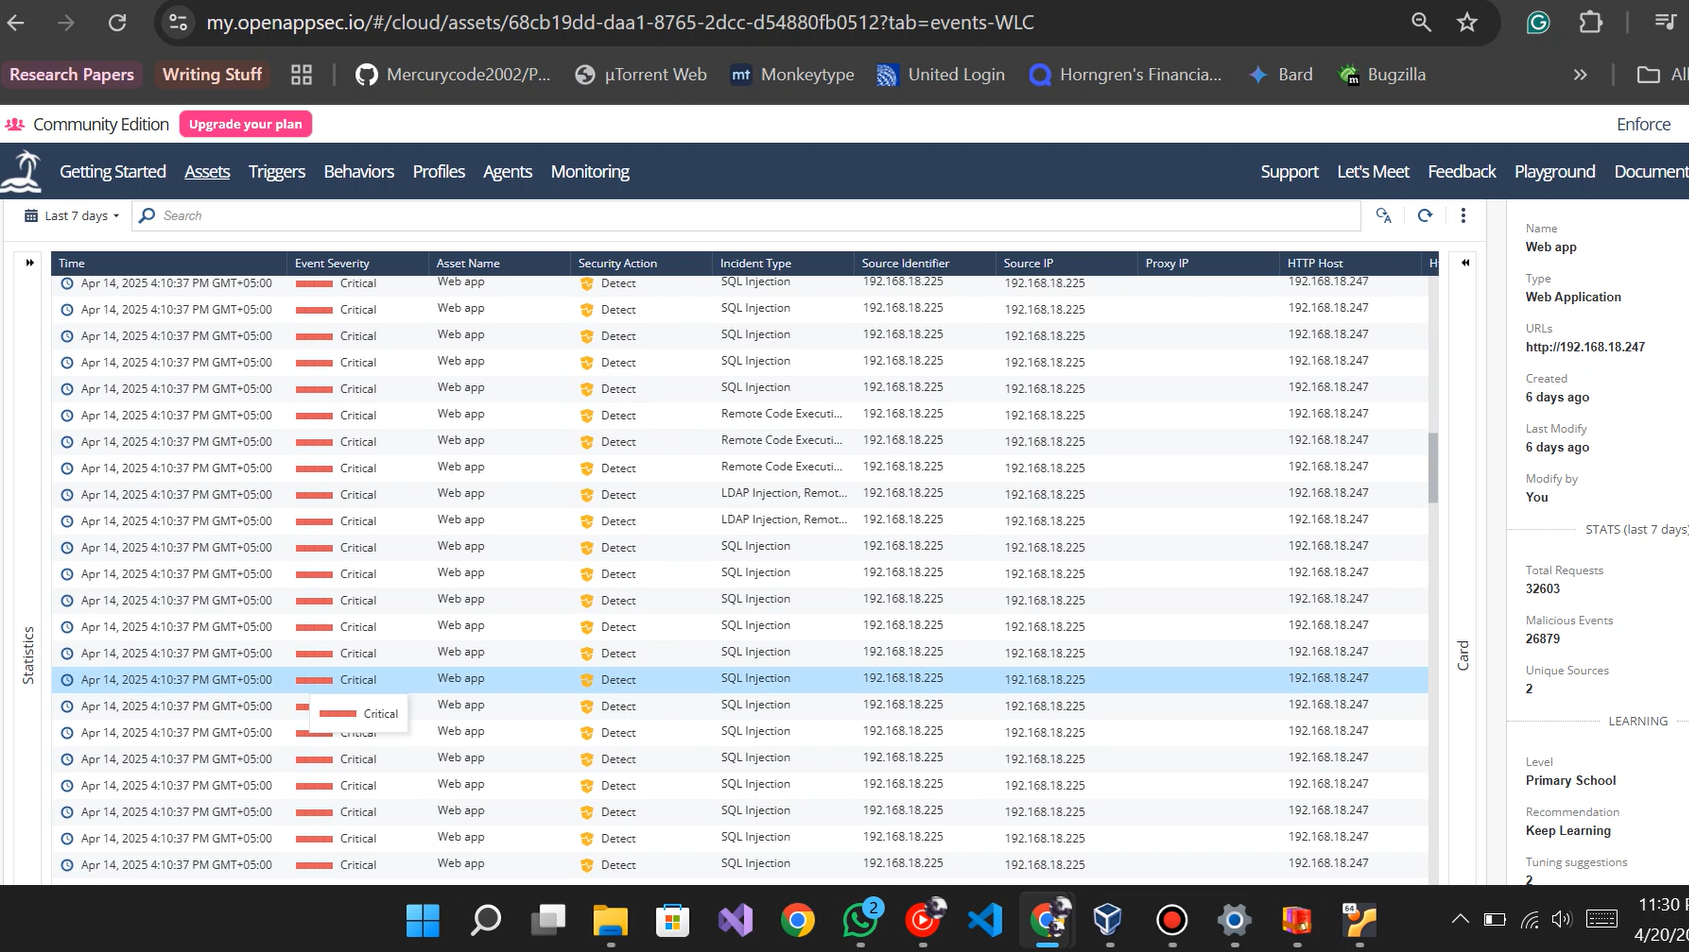 my.openappsec.io/#/cloud/assets/68cb19dd-daa1-8765-2dcc-d54880fb0512?tab=events-WLC
Research Papers Writing Stuff Mercurycode2002/P... µTorrent Web mt Monkeytype United Login Horngren's Financia... Bard m Bugzilla » All
Community Edition Upgrade your plan Enforce
Getting Started Assets Triggers Behaviors Profiles Agents Monitoring Support Let's Meet Feedback Playground Document
Last 7 days Search
Time Event Severity Asset Name Security Action Incident Type Source Identifier Source IP Proxy IP HTTP Host
Apr 14, 2025 4:10:37 PM GMT+05:00 Critical Web app Detect SQL Injection 192.168.18.225 192.168.18.225 192.168.18.247
Apr 14, 2025 4:10:37 PM GMT+05:00 Critical Web app Detect SQL Injection 192.168.18.225 192.168.18.225 192.168.18.247
Apr 14, 2025 4:10:37 PM GMT+05:00 Critical Web app Detect SQL Injection 192.168.18.225 192.168.18.225 192.168.18.247
Apr 14, 2025 4:10:37 PM GMT+05:00 Critical Web app Detect SQL Injection 192.168.18.225 192.168.18.225 192.168.18.247
Apr 14, 2025 4:10:37 PM GMT+05:00 Critical Web app Detect SQL Injection 192.168.18.225 192.168.18.225 192.168.18.247
Apr 14, 2025 4:10:37 PM GMT+05:00 Critical Web app Detect Remote Code Executi... 192.168.18.225 192.168.18.225 192.168.18.247
Apr 14, 2025 4:10:37 PM GMT+05:00 Critical Web app Detect Remote Code Executi... 192.168.18.225 192.168.18.225 192.168.18.247
Apr 14, 2025 4:10:37 PM GMT+05:00 Critical Web app Detect Remote Code Executi... 192.168.18.225 192.168.18.225 192.168.18.247
Apr 14, 2025 4:10:37 PM GMT+05:00 Critical Web app Detect LDAP Injection, Remot... 192.168.18.225 192.168.18.225 192.168.18.247
Apr 14, 2025 4:10:37 PM GMT+05:00 Critical Web app Detect LDAP Injection, Remot... 192.168.18.225 192.168.18.225 192.168.18.247
Apr 14, 2025 4:10:37 PM GMT+05:00 Critical Web app Detect SQL Injection 192.168.18.225 192.168.18.225 192.168.18.247
Apr 14, 2025 4:10:37 PM GMT+05:00 Critical Web app Detect SQL Injection 192.168.18.225 192.168.18.225 192.168.18.247
Apr 14, 2025 4:10:37 PM GMT+05:00 Critical Web app Detect SQL Injection 192.168.18.225 192.168.18.225 192.168.18.247
Apr 14, 2025 4:10:37 PM GMT+05:00 Critical Web app Detect SQL Injection 192.168.18.225 192.168.18.225 192.168.18.247
Apr 14, 2025 4:10:37 PM GMT+05:00 Critical Web app Detect SQL Injection 192.168.18.225 192.168.18.225 192.168.18.247
Apr 14, 2025 4:10:37 PM GMT+05:00 Critical Web app Detect SQL Injection 192.168.18.225 192.168.18.225 192.168.18.247
Apr 14, 2025 4:10:37 PM GMT+05:00 Critical Web app Detect SQL Injection 192.168.18.225 192.168.18.225 192.168.18.247
Apr 14, 2025 4:10:37 PM GMT+05:00 Critical Web app Detect SQL Injection 192.168.18.225 192.168.18.225 192.168.18.247
Apr 14, 2025 4:10:37 PM GMT+05:00 Critical Web app Detect SQL Injection 192.168.18.225 192.168.18.225 192.168.18.247
Apr 14, 2025 4:10:37 PM GMT+05:00 Critical Web app Detect SQL Injection 192.168.18.225 192.168.18.225 192.168.18.247
Apr 14, 2025 4:10:37 PM GMT+05:00 Critical Web app Detect SQL Injection 192.168.18.225 192.168.18.225 192.168.18.247
Apr 14, 2025 4:10:37 PM GMT+05:00 Critical Web app Detect SQL Injection 192.168.18.225 192.168.18.225 192.168.18.247
Apr 14, 2025 4:10:37 PM GMT+05:00 Critical Web app Detect SQL Injection 192.168.18.225 192.168.18.225 192.168.18.247
Statistics
Card
Name
Web app
Type
Web Application
URLs
http://192.168.18.247
Created
6 days ago
Last Modify
6 days ago
Modify by
You
STATS (last 7 days)
Total Requests
32603
Malicious Events
26879
Unique Sources
2
LEARNING
Level
Primary School
Recommendation
Keep Learning
Tuning suggestions
2
2
64
11:30
4/20/20